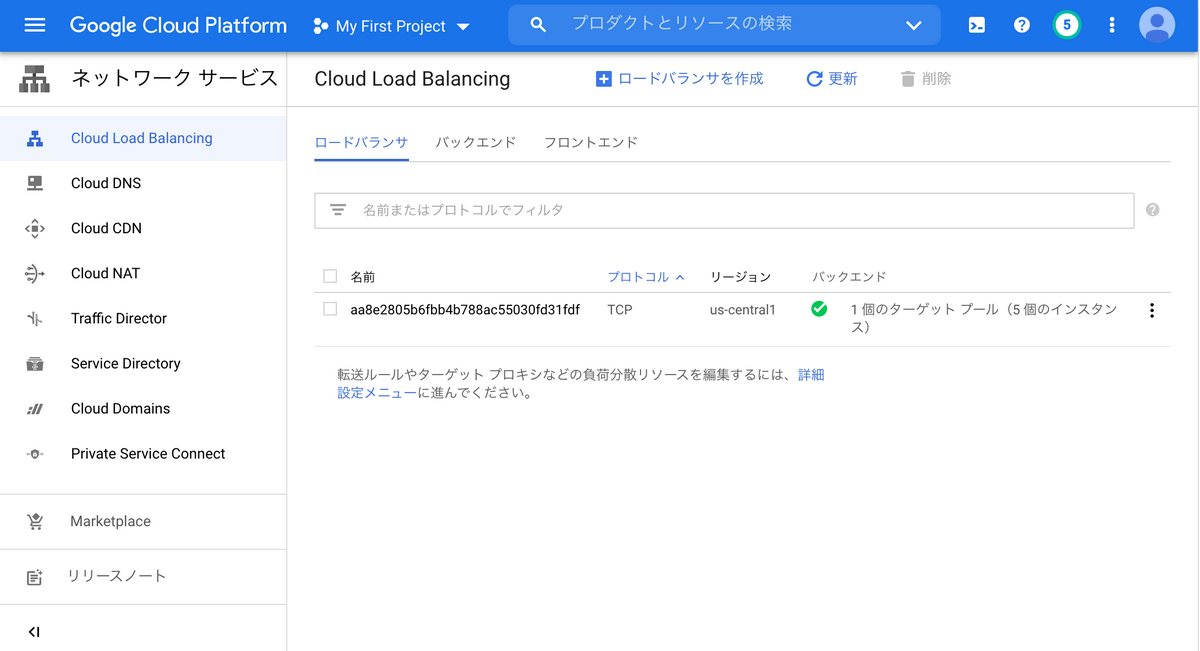 Google Cloud Platform
My First Project
プロダクトとリソースの検索
5
ネットワーク サービス
Cloud Load Balancing
Cloud DNS
Cloud CDN
Cloud NAT
Traffic Director
Service Directory
Cloud Domains
Private Service Connect
Marketplace
リリースノート
Cloud Load Balancing
ロードバランサを作成
更新
削除
ロードバランサ バックエンド フロントエンド
名前またはプロトコルでフィルタ
名前 プロトコル リージョン バックエンド
aa8e2805b6fbb4b788ac55030fd31fdf TCP us-central1 1 個のターゲット プール（5 個のインスタン
ス）
転送ルールやターゲット プロキシなどの負荷分散リソースを編集するには、詳細
設定メニューに進んでください。